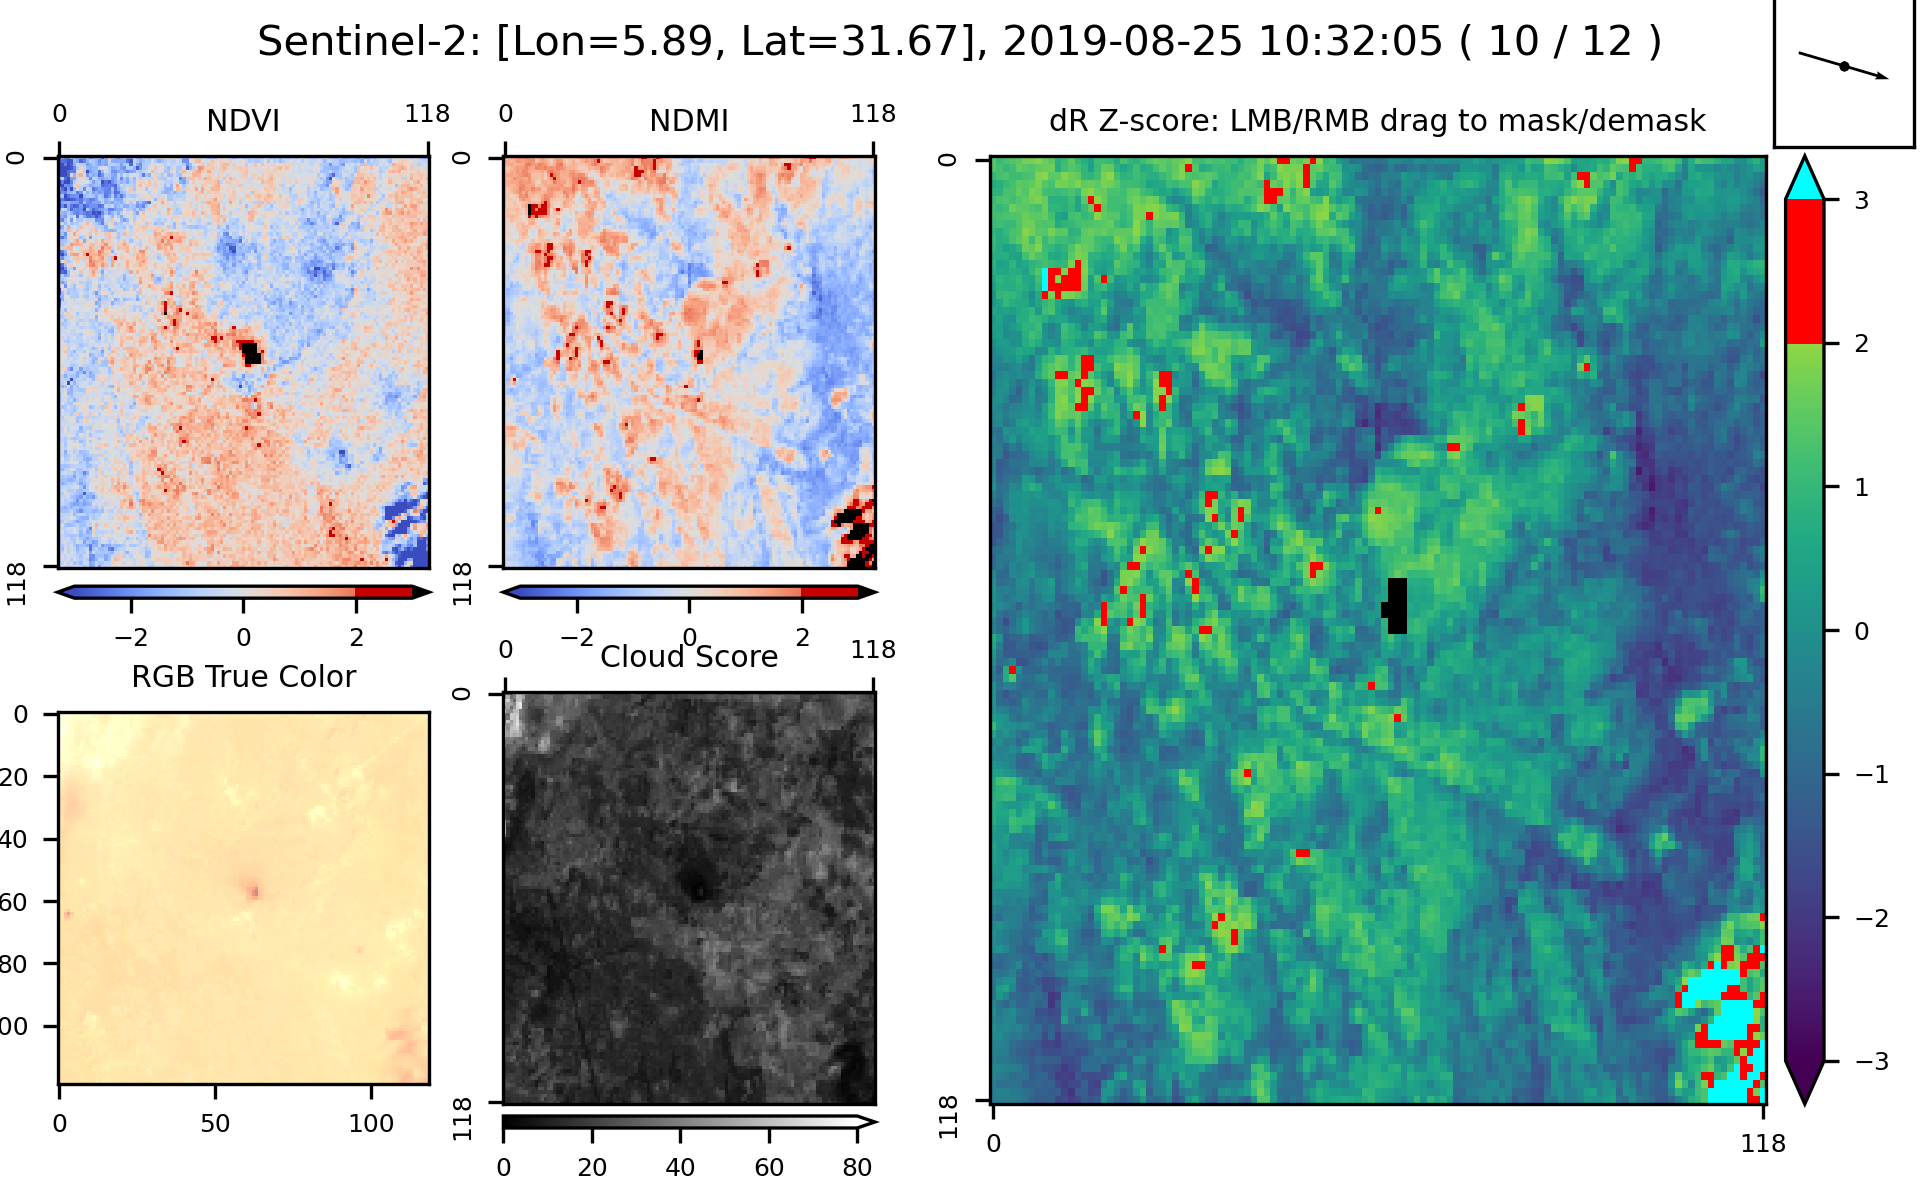 Sentinel-2: [Lon=5.89, Lat=31.67], 2019-08-25 10:32:05 ( 10 / 12 )
0 NDVI 118
0 NDMI 118
dR Z-score: LMB/RMB drag to mask/demask
0
0
0
118
118
−2 0 2
−2 0 2
RGB True Color
0 Cloud Score 118
0
20
40
60
80
00
0 50 100
0
118
0 20 40 60 80
118
0 118
3
2
1
0
−1
−2
−3